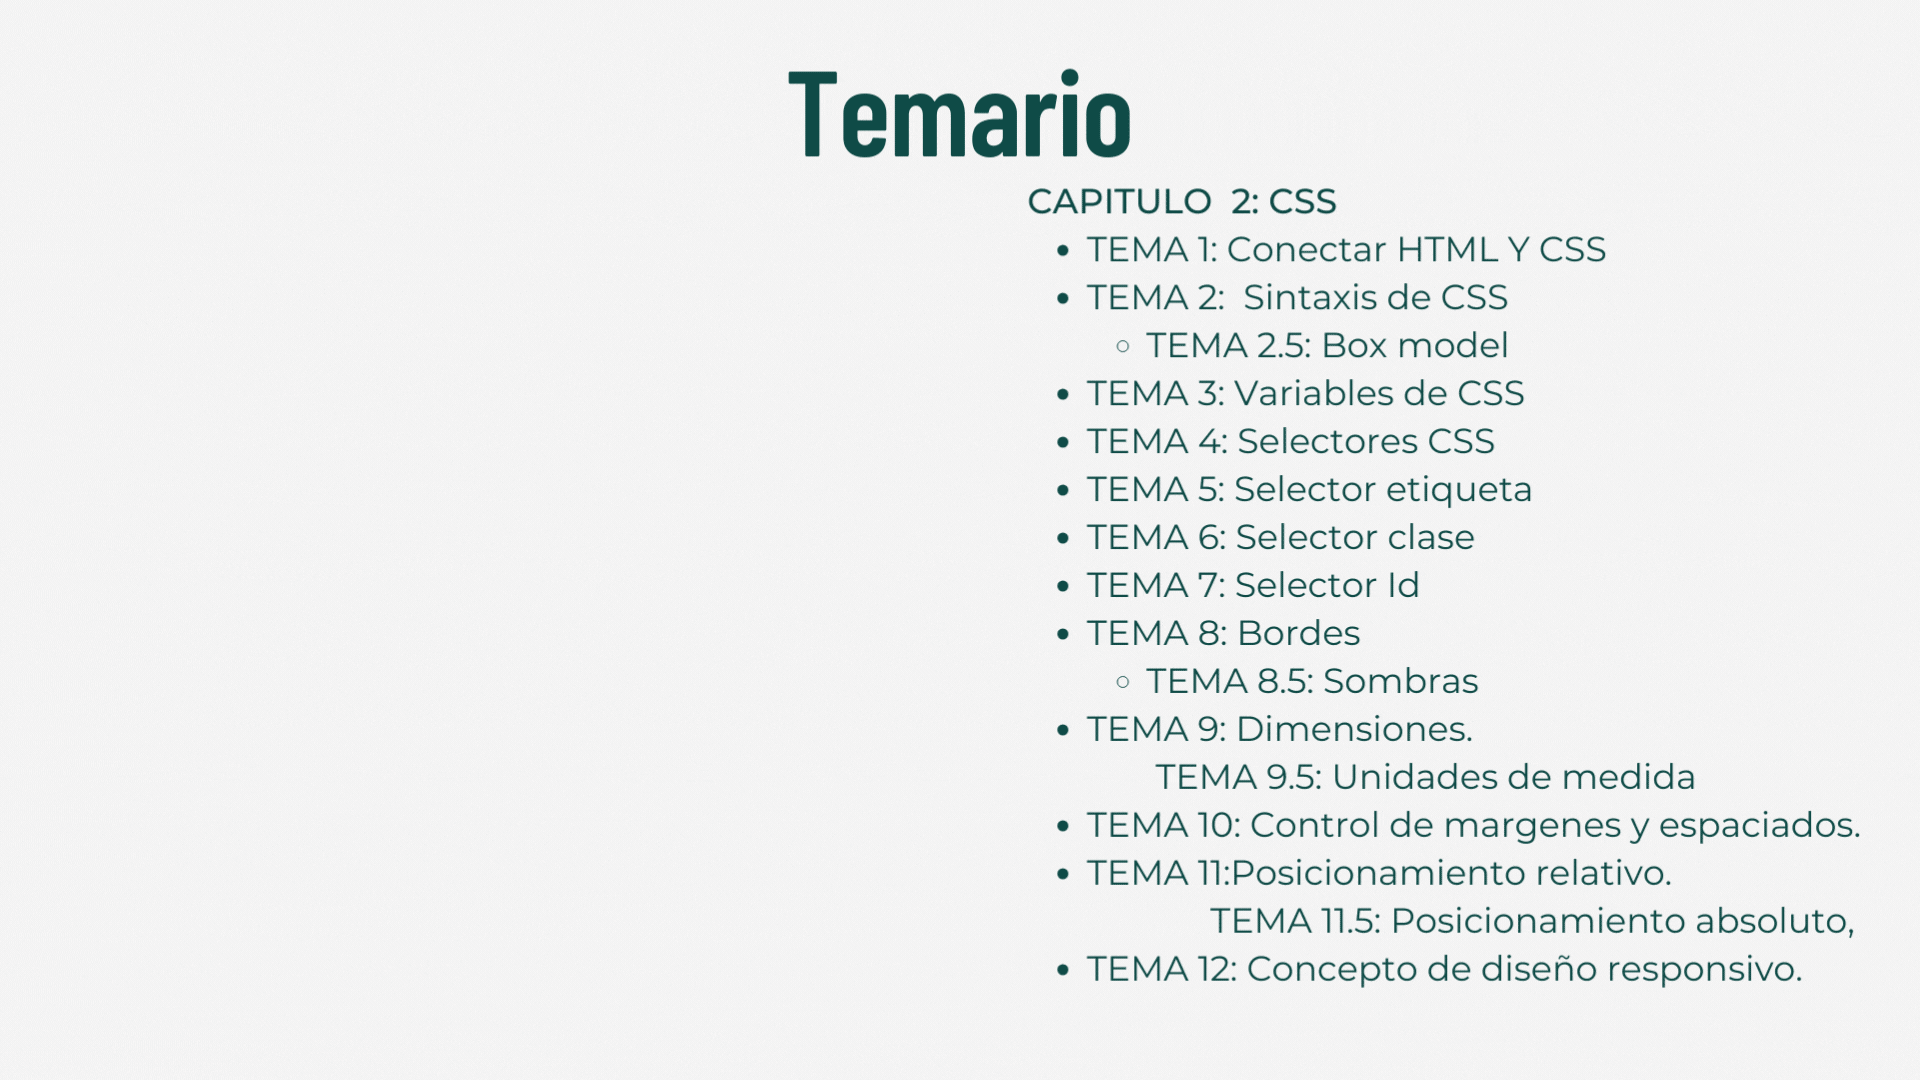 Temario
CAPITULO  2: CSS
TEMA 1: Conectar HTML Y CSS
TEMA 2:  Sintaxis de CSS
TEMA 2.5: Box model
TEMA 3: Variables de CSS
TEMA 4: Selectores CSS
TEMA 5: Selector etiqueta
TEMA 6: Selector clase
TEMA 7: Selector Id
TEMA 8: Bordes
TEMA 8.5: Sombras
TEMA 9: Dimensiones.
TEMA 9.5: Unidades de medida
TEMA 10: Control de margenes y espaciados.
TEMA 11:Posicionamiento relativo.
TEMA 11.5: Posicionamiento absoluto,
TEMA 12: Concepto de diseño responsivo.